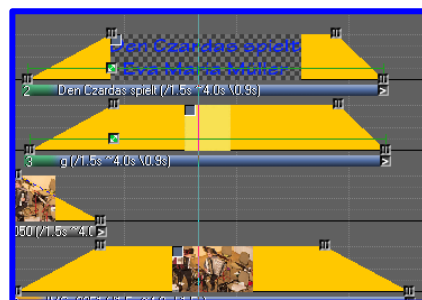 Den Czardas spielt
Eva Maria Müller
2 Den Czardas spielt (/1.5s ~4.0s \0.9s)
3 g (/1.5s ~4.0s \0.9s)
050 (/1.5s ~4.0